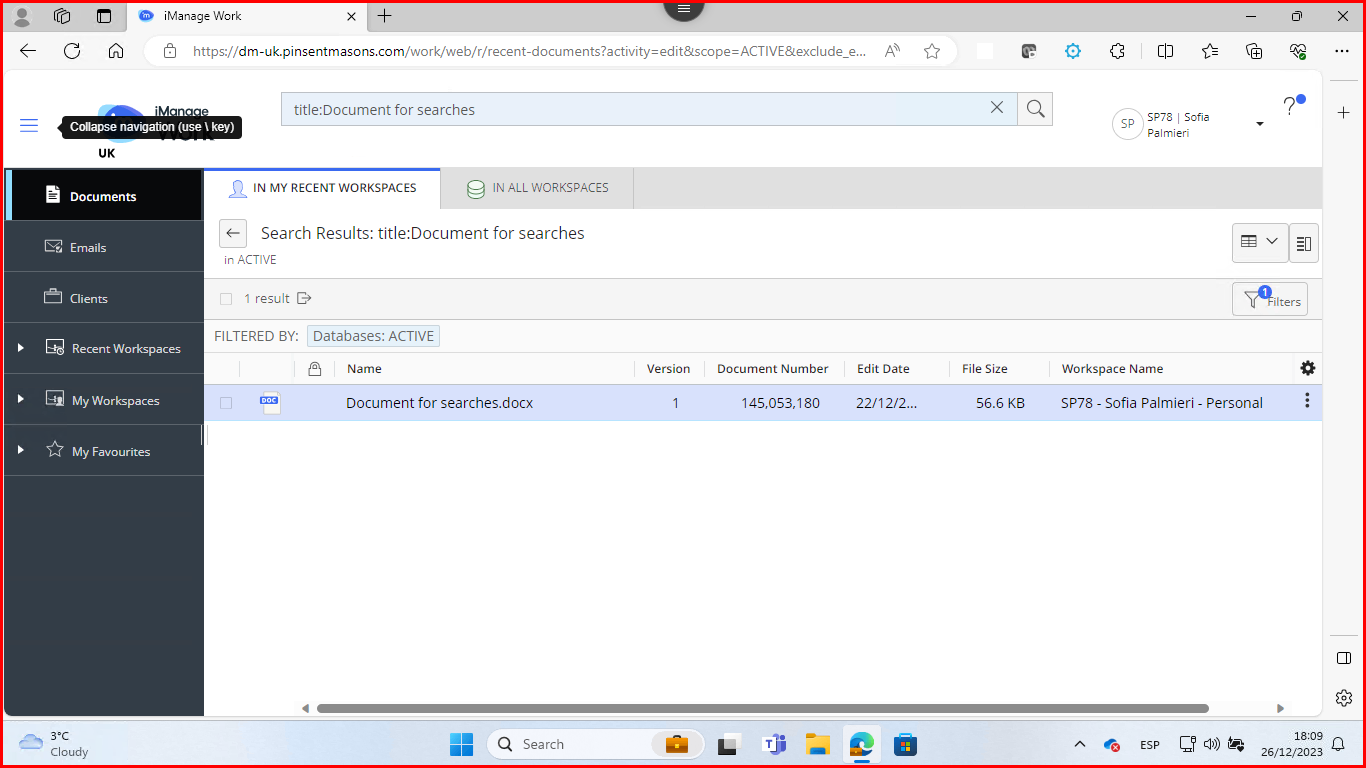 iManage Work
https://dm-uk.pinsentmasons.com/work/web/r/recent-documents?activity=edit&scope=ACTIVE&exclude_e...
iManage
Collapse navigation (use \ key)
UK
title:Document for searches
SP
SP78 | Sofia
Palmieri
?
Documents
Emails
Clients
Recent Workspaces
My Workspaces
My Favourites
IN MY RECENT WORKSPACES
IN ALL WORKSPACES
Search Results: title:Document for searches
in ACTIVE
1 result
1
Filters
FILTERED BY: Databases: ACTIVE
Name Version Document Number Edit Date File Size Workspace Name
DOC Document for searches.docx 1 145,053,180 22/12/2... 56.6 KB SP78 - Sofia Palmieri - Personal
3°C
Cloudy
Search
ESP
18:09
26/12/2023